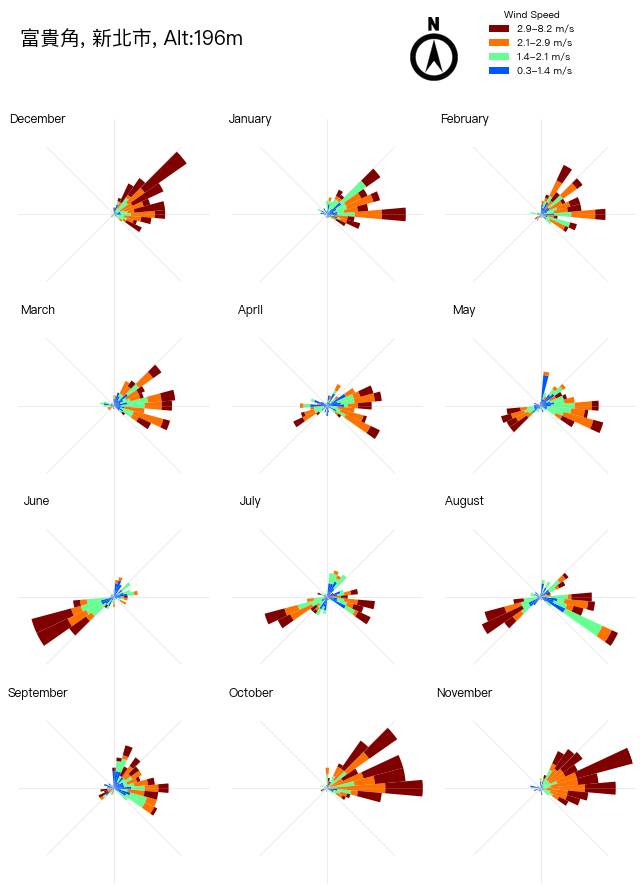 富貴角, 新北市, Alt:196m
N
Wind Speed
2.9–8.2 m/s
2.1–2.9 m/s
1.4–2.1 m/s
0.3–1.4 m/s
December
January
February
March
April
May
June
July
August
September
October
November